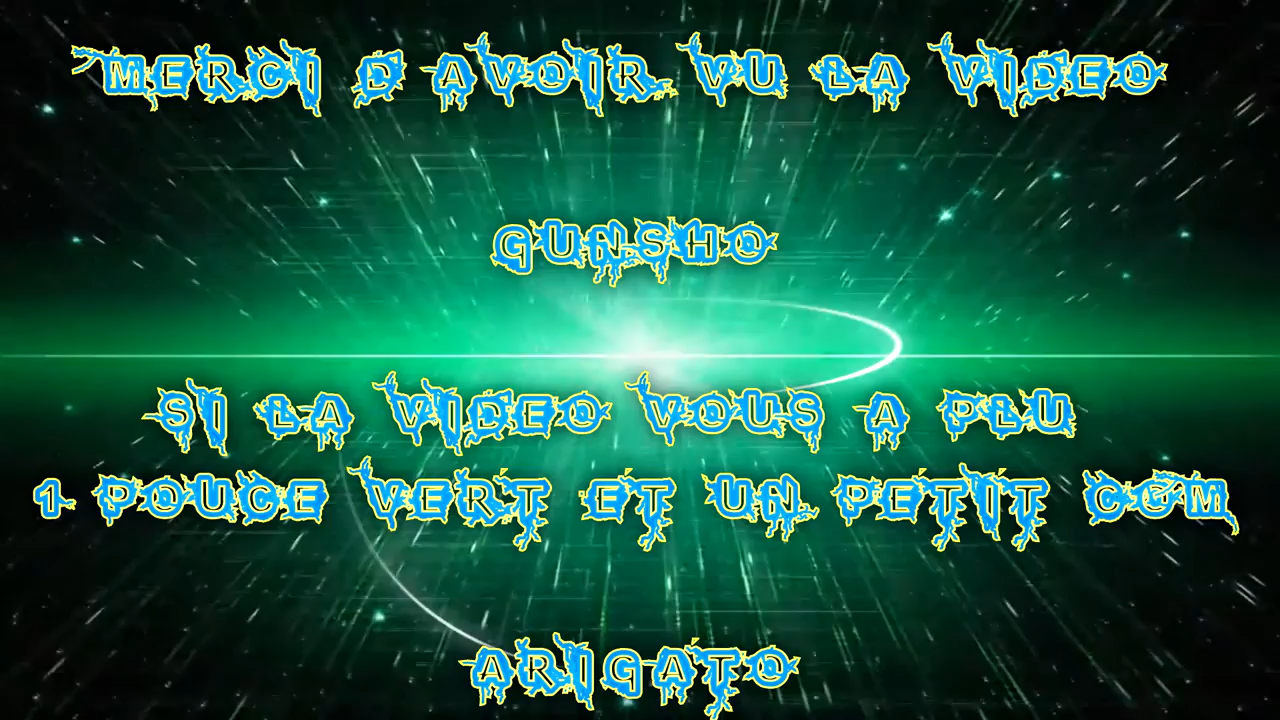 MERCI D AVOIR VU LA VIDEO
GUNSHO
SI LA VIDEO VOUS A PLU
1 POUCE VERT ET UN PETIT COM
ARIGATO